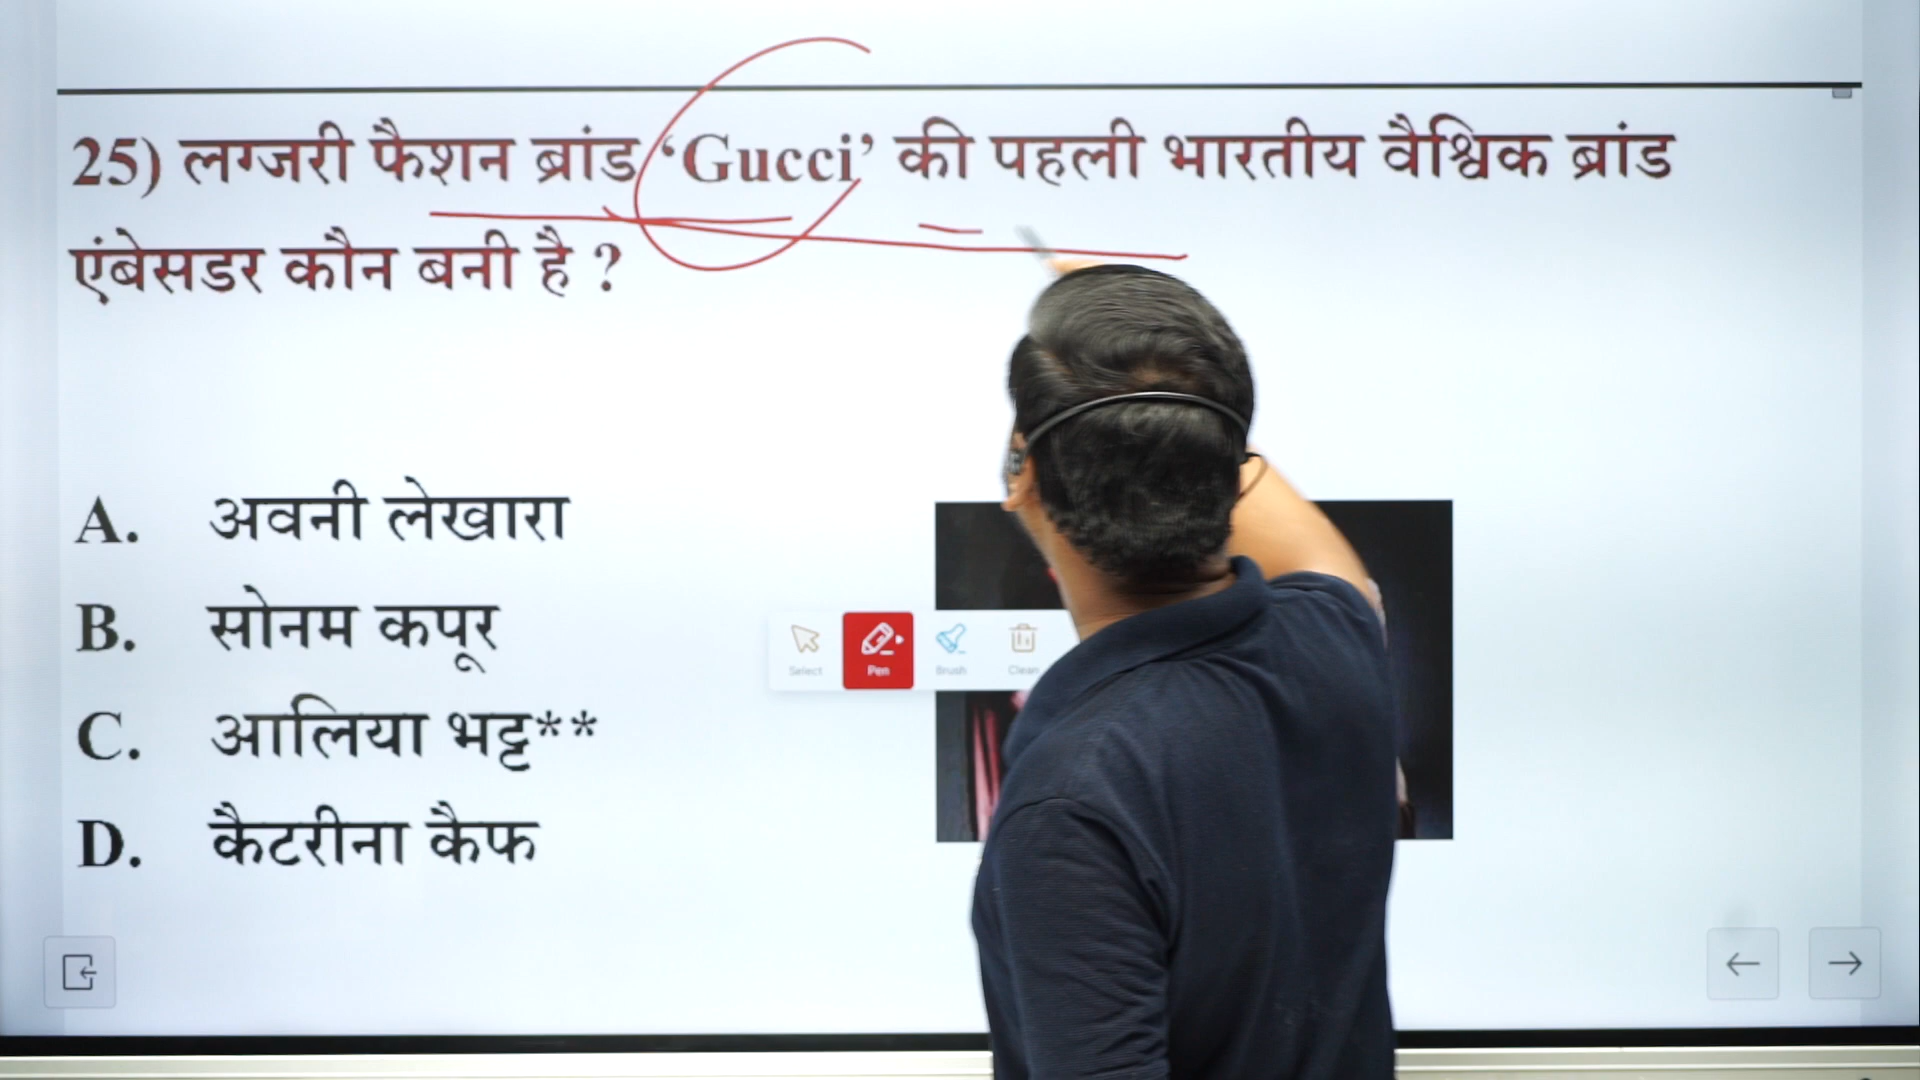 25) लग्जरी फैशन ब्रांड ‘Gucci’ की पहली भारतीय वैश्विक ब्रांड
एंबेसडर कौन बनी है ?
A. अवनी लेखारा
B. सोनम कपूर
C. आलिया भट्ट**
D. कैटरीना कैफ
Select Pen Brush Clean